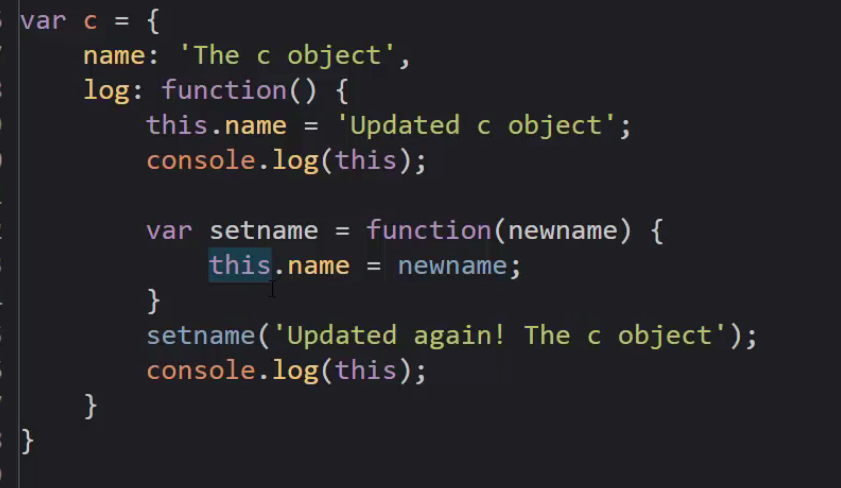 var c = {
    name: 'The c object',
    log: function() {
        this.name = 'Updated c object';
        console.log(this);

        var setname = function(newname) {
            this.name = newname;
        }
        setname('Updated again! The c object');
        console.log(this);
    }
}